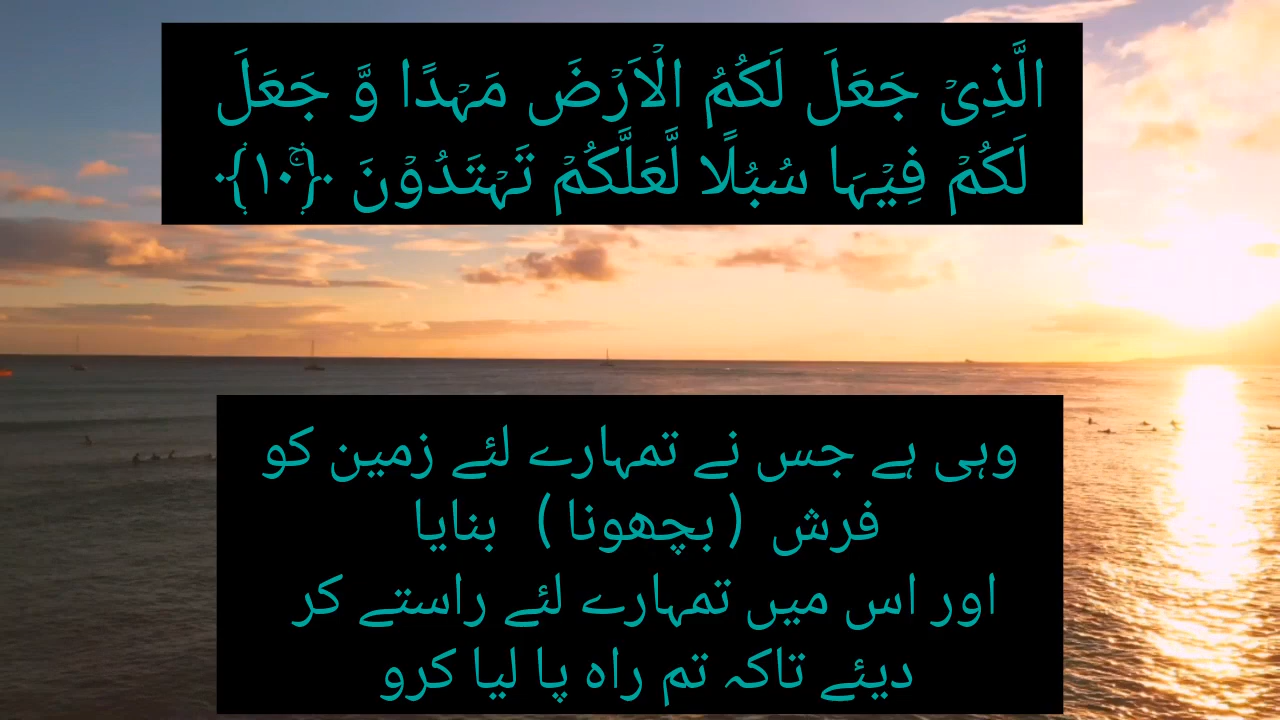 الَّذِیۡ جَعَلَ لَکُمُ الۡاَرۡضَ مَہۡدًا وَّ جَعَلَ
لَکُمۡ فِیۡہَا سُبُلًا لَّعَلَّکُمۡ تَہۡتَدُوۡنَ ﴿ۚ۱۰﴾
وہی ہے جس نے تمہارے لئے زمین کو
فرش (بچھونا) بنایا
اور اس میں تمہارے لئے راستے کر
دیئے تاکہ تم راہ پا لیا کرو